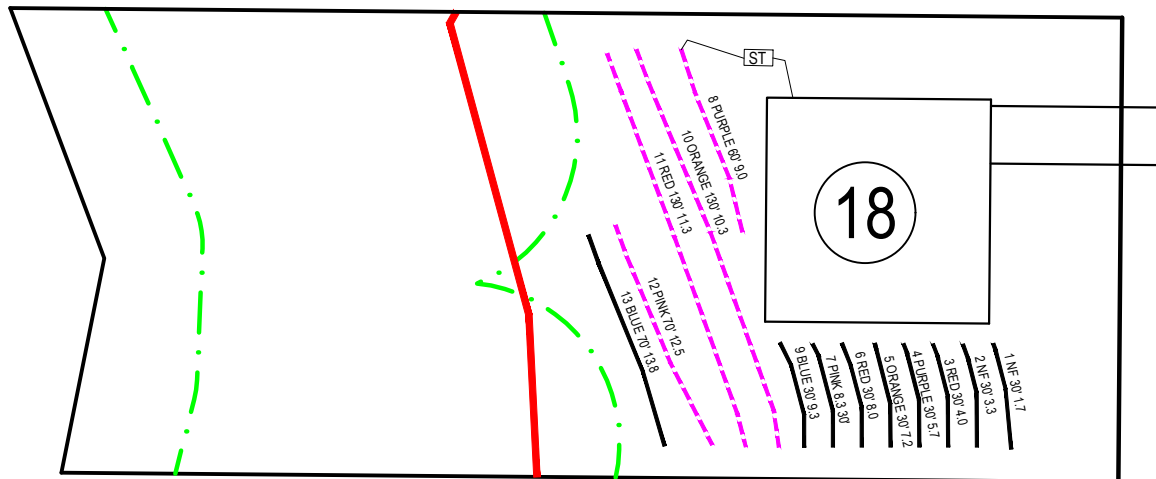 ST
18
8 PURPLE 60' 9.0
10 ORANGE 130' 10.3
11 RED 130' 11.3
12 PINK 70' 12.5
13 BLUE 70' 13.8
9 BLUE 30' 9.3
7 PINK 8.3 30'
6 RED 30' 8.0
5 ORANGE 30' 7.2
4 PURPLE 30' 5.7
3 RED 30' 4.0
2 NF 30' 3.3
1 NF 30' 1.7